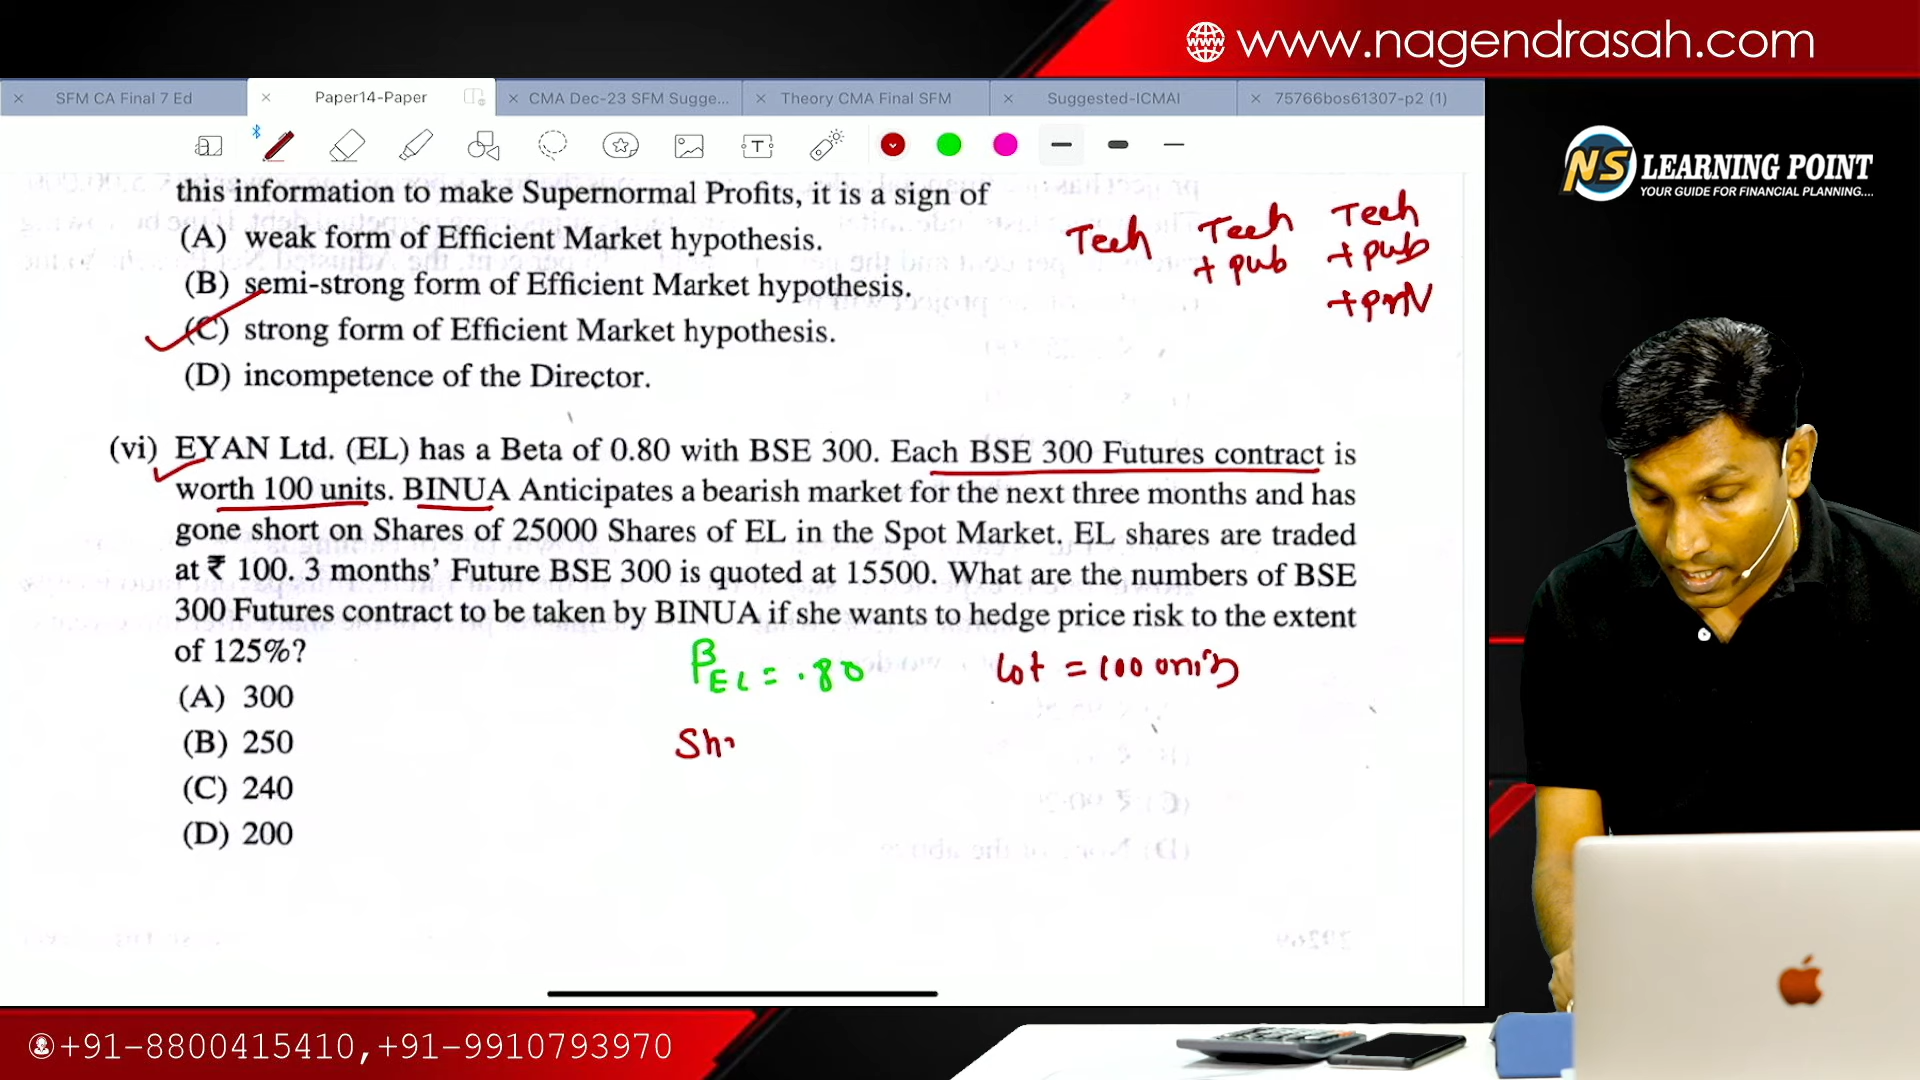 www.nagendrasah.com
SFM CA Final 7 Ed
Paper14-Paper
CMA Dec-23 SFM Sugge...
Theory CMA Final SFM
Suggested-ICMAI
75766bos61307-p2 (1)
NS LEARNING POINT
YOUR GUIDE FOR FINANCIAL PLANNING....
this information to make Supernormal Profits, it is a sign of
(A) weak form of Efficient Market hypothesis.
(B) semi-strong form of Efficient Market hypothesis.
(C) strong form of Efficient Market hypothesis.
(D) incompetence of the Director.
Tech
Tech
+ pub
Tech
+ pub
+ priv
(vi) EYAN Ltd. (EL) has a Beta of 0.80 with BSE 300. Each BSE 300 Futures contract is
worth 100 units. BINUA Anticipates a bearish market for the next three months and has
gone short on Shares of 25000 Shares of EL in the Spot Market. EL shares are traded
at ₹ 100. 3 months' Future BSE 300 is quoted at 15500. What are the numbers of BSE
300 Futures contract to be taken by BINUA if she wants to hedge price risk to the extent
of 125%?
β EL = .80
Lot = 100 units
(A) 300
(B) 250
(C) 240
(D) 200
+91-8800415410,+91-9910793970